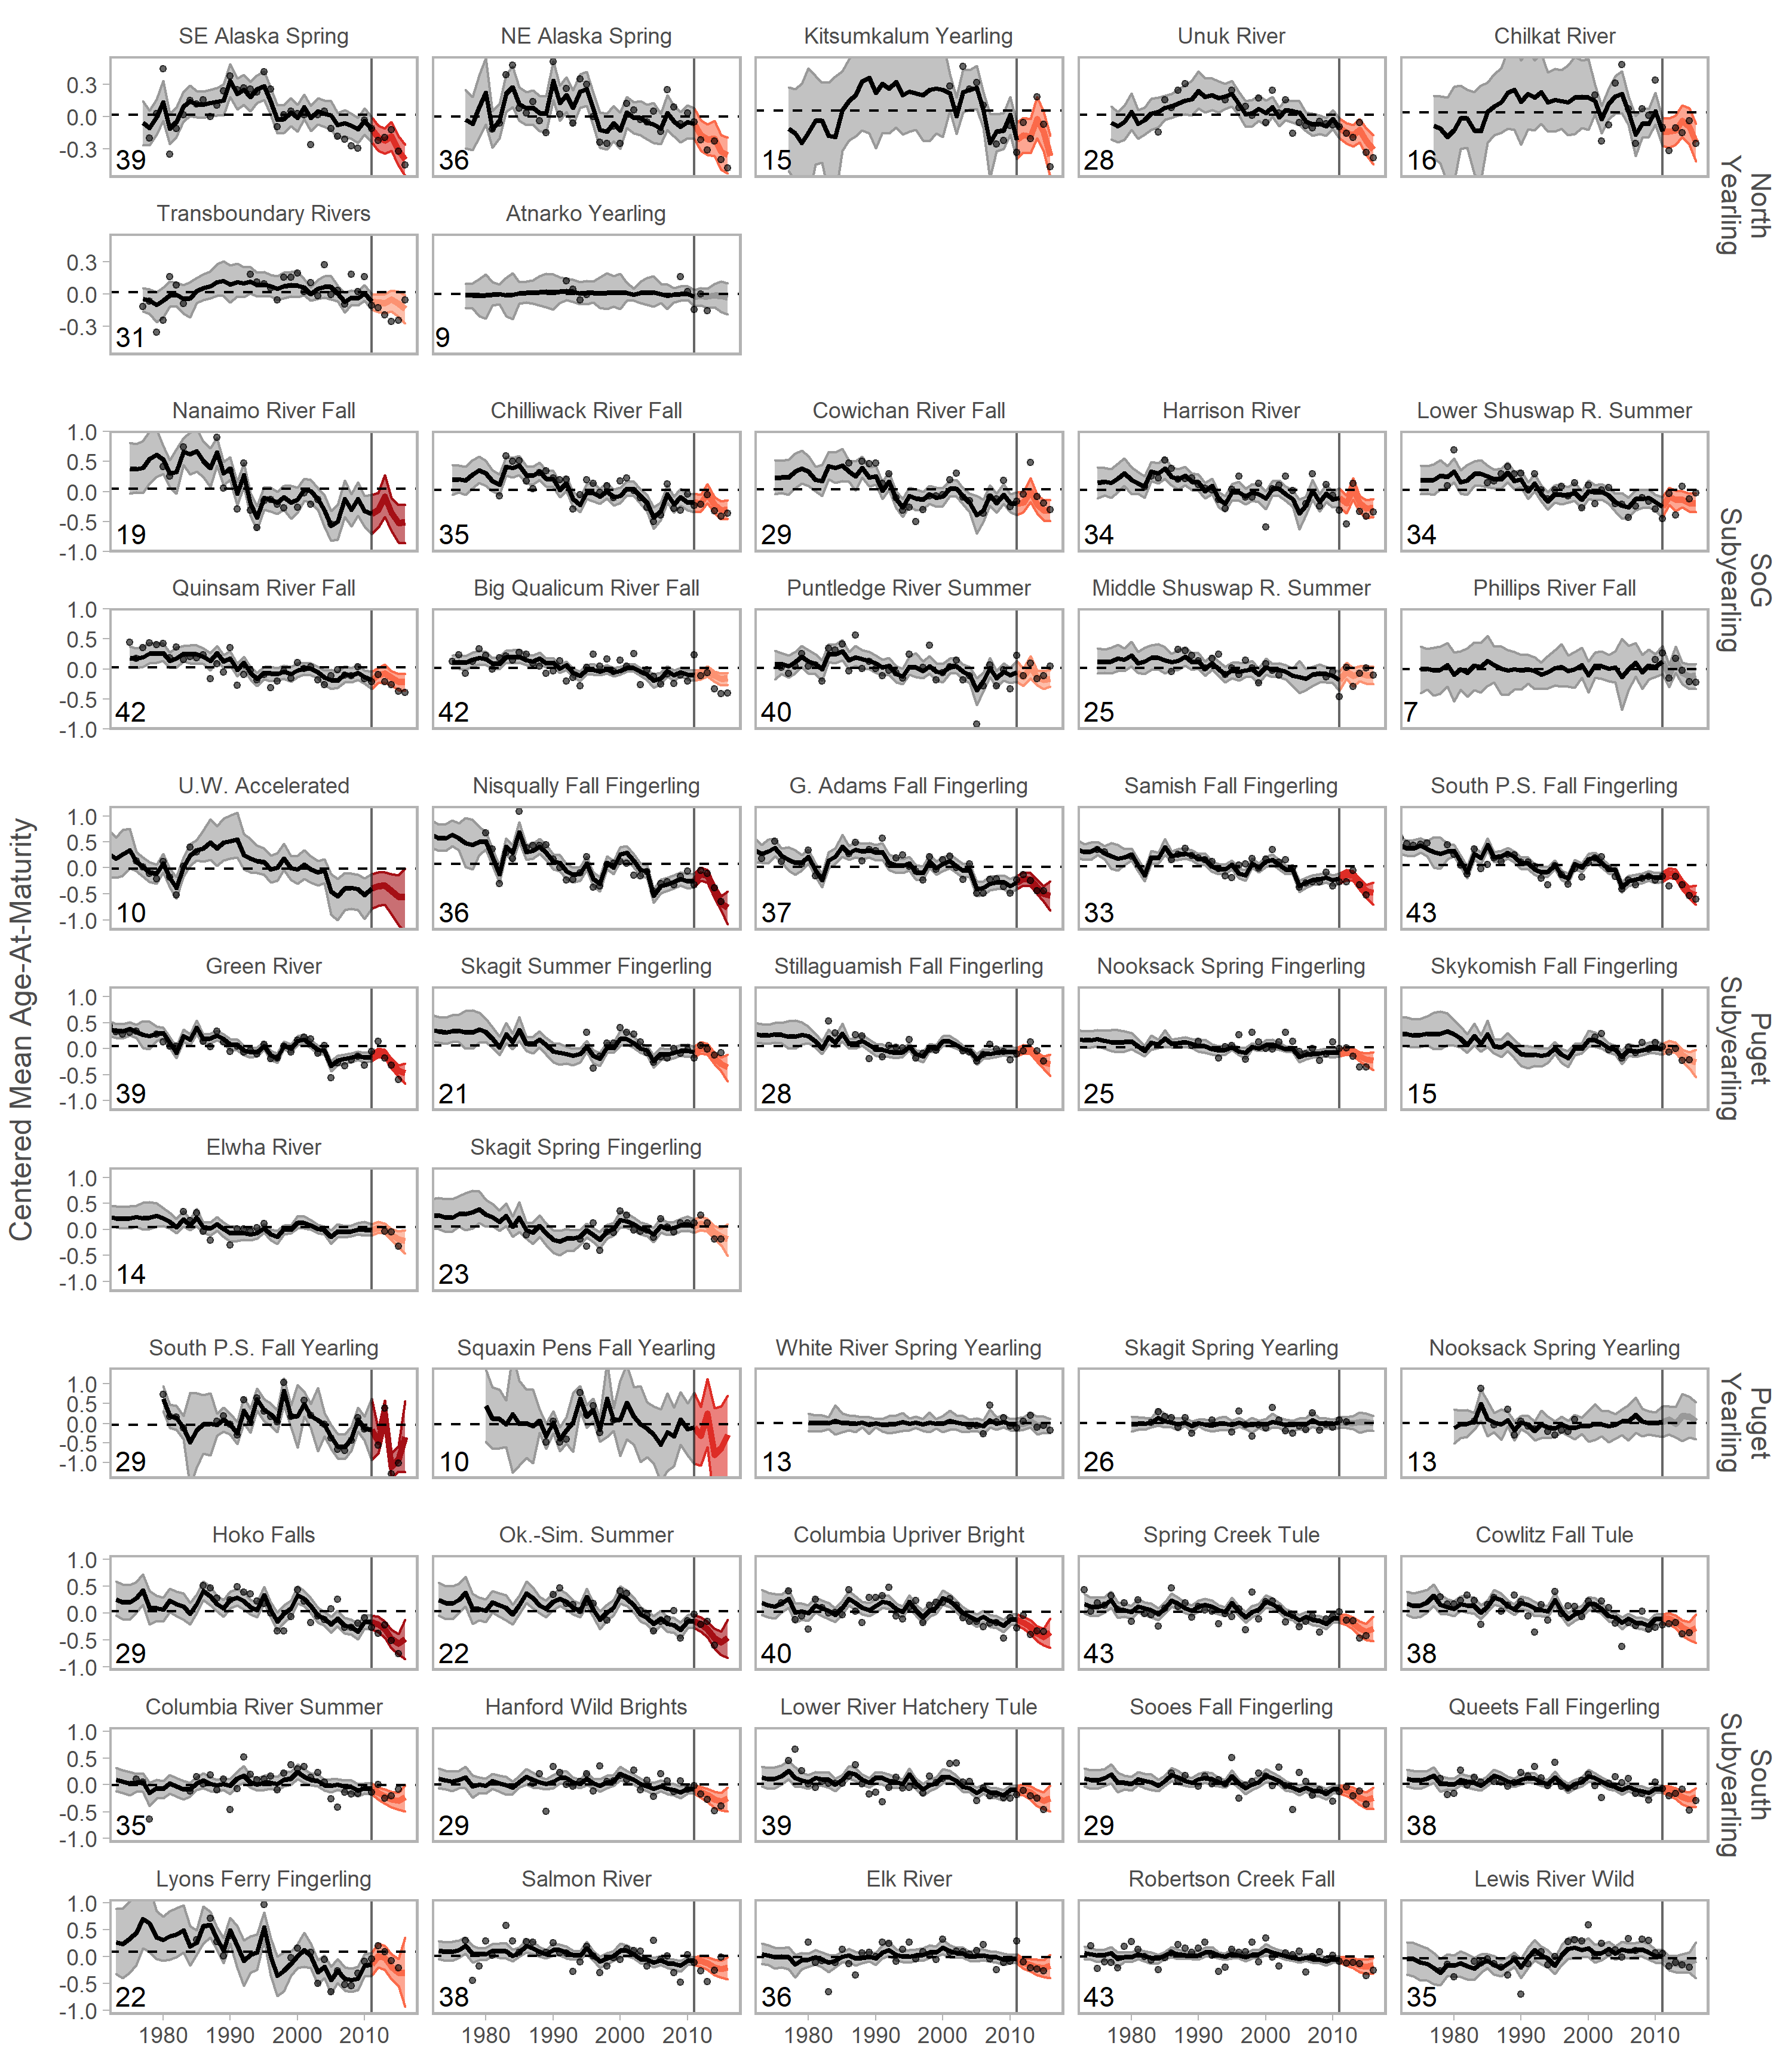 SE Alaska Spring
NE Alaska Spring
Kitsumkalum Yearling
Unuk River
Chilkat River
0.3
0.0
-0.3
39
36
15
28
16
North
Yearling
Transboundary Rivers
Atnarko Yearling
0.3
0.0
-0.3
31
9
Nanaimo River Fall
Chilliwack River Fall
Cowichan River Fall
Harrison River
Lower Shuswap R. Summer
1.0
0.5
0.0
-0.5
-1.0
19
35
29
34
34
SoG
Subyearling
Quinsam River Fall
Big Qualicum River Fall
Puntledge River Summer
Middle Shuswap R. Summer
Phillips River Fall
1.0
0.5
0.0
-0.5
-1.0
42
42
40
25
7
Centered Mean Age-At-Maturity
U.W. Accelerated
Nisqually Fall Fingerling
G. Adams Fall Fingerling
Samish Fall Fingerling
South P.S. Fall Fingerling
1.0
0.5
0.0
-0.5
-1.0
10
36
37
33
43
Green River
Skagit Summer Fingerling
Stillaguamish Fall Fingerling
Nooksack Spring Fingerling
Skykomish Fall Fingerling
1.0
0.5
0.0
-0.5
-1.0
39
21
28
25
15
Puget
Subyearling
Elwha River
Skagit Spring Fingerling
1.0
0.5
0.0
-0.5
-1.0
14
23
South P.S. Fall Yearling
Squaxin Pens Fall Yearling
White River Spring Yearling
Skagit Spring Yearling
Nooksack Spring Yearling
1.0
0.5
0.0
-0.5
-1.0
29
10
13
26
13
Puget
Yearling
Hoko Falls
Ok.-Sim. Summer
Columbia Upriver Bright
Spring Creek Tule
Cowlitz Fall Tule
1.0
0.5
0.0
-0.5
-1.0
29
22
40
43
38
Columbia River Summer
Hanford Wild Brights
Lower River Hatchery Tule
Sooes Fall Fingerling
Queets Fall Fingerling
1.0
0.5
0.0
-0.5
-1.0
35
29
39
29
38
South
Subyearling
Lyons Ferry Fingerling
Salmon River
Elk River
Robertson Creek Fall
Lewis River Wild
1.0
0.5
0.0
-0.5
-1.0
22
38
36
43
35
1980 1990 2000 2010
1980 1990 2000 2010
1980 1990 2000 2010
1980 1990 2000 2010
1980 1990 2000 2010